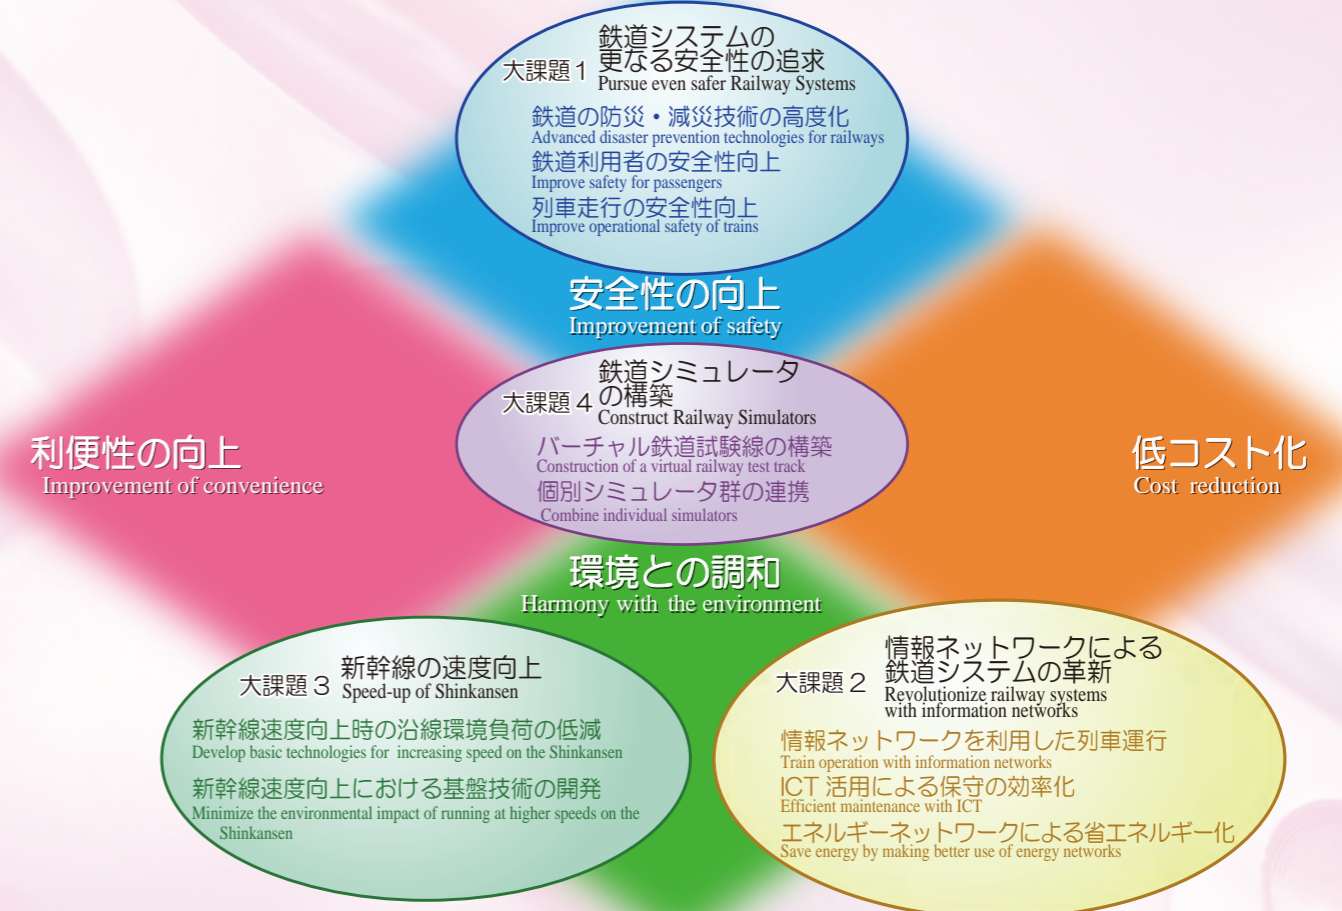 大課題1
鉄道システムの
更なる安全性の追求
Pursue even safer Railway Systems
鉄道の防災・減災技術の高度化
Advanced disaster prevention technologies for railways
鉄道利用者の安全性向上
Improve safety for passengers
列車走行の安全性向上
Improve operational safety of trains
安全性の向上
Improvement of safety
大課題4
鉄道シミュレータ
の構築
Construct Railway Simulators
バーチャル鉄道試験線の構築
Construction of a virtual railway test track
個別シミュレータ群の連携
Combine individual simulators
利便性の向上
Improvement of convenience
低コスト化
Cost reduction
環境との調和
Harmony with the environment
大課題3
新幹線の速度向上
Speed-up of Shinkansen
新幹線速度向上時の沿線環境負荷の低減
Develop basic technologies for increasing speed on the Shinkansen
新幹線速度向上における基盤技術の開発
Minimize the environmental impact of running at higher speeds on the
Shinkansen
大課題2
情報ネットワークによる
鉄道システムの革新
Revolutionize railway systems
with information networks
情報ネットワークを利用した列車運行
Train operation with information networks
ICT 活用による保守の効率化
Efficient maintenance with ICT
エネルギーネットワークによる省エネルギー化
Save energy by making better use of energy networks